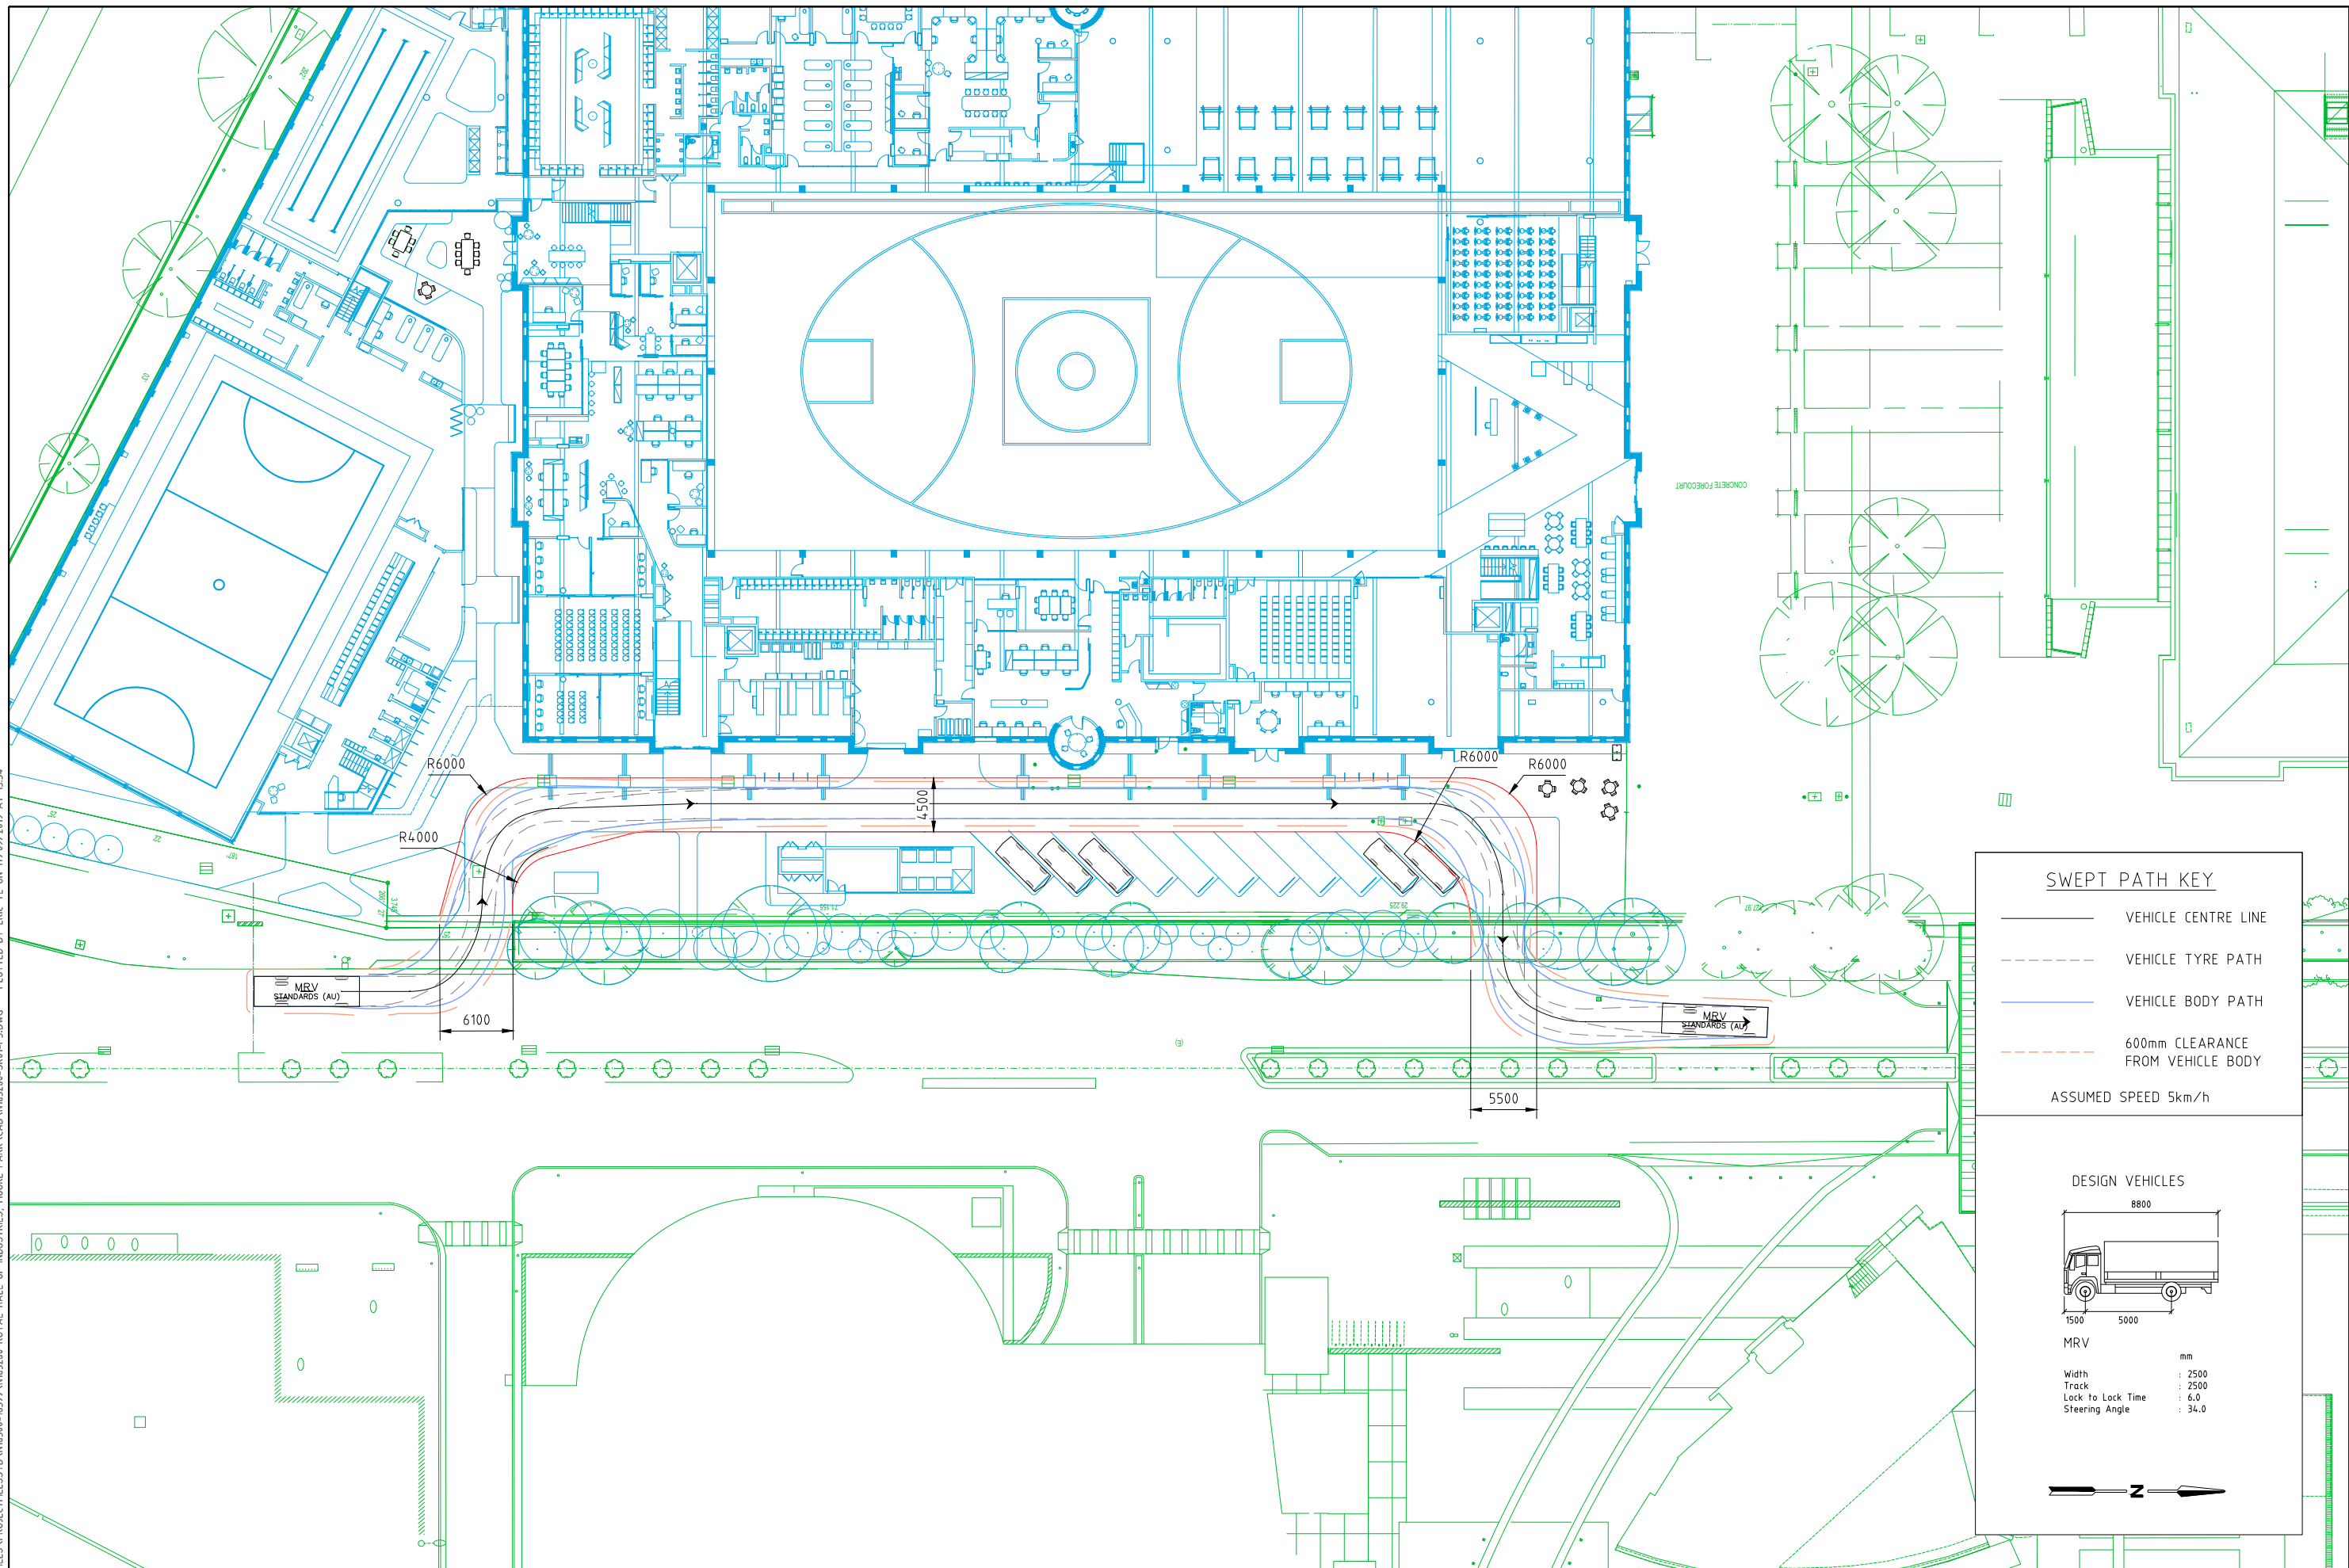 CONCRETE FORECOURT
R6000
R4000
4500
R6000
R6000
MRV
STANDARDS (AU)
6100
MRV
STANDARDS (AU)
5500
(E)
SWEPT PATH KEY
VEHICLE CENTRE LINE
VEHICLE TYRE PATH
VEHICLE BODY PATH
600mm CLEARANCE
FROM VEHICLE BODY
ASSUMED SPEED 5km/h
DESIGN VEHICLES
8800
1500
5000
MRV
mm
Width : 2500
Track : 2500
Lock to Lock Time : 6.0
Steering Angle : 34.0
N